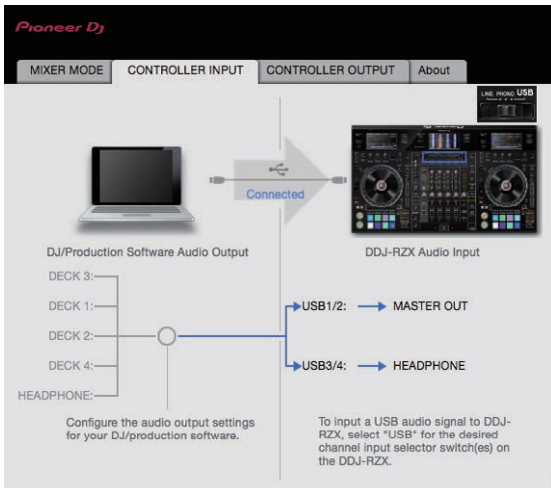 Pioneer Dj
MIXER MODE
CONTROLLER INPUT
CONTROLLER OUTPUT
About
LINE PHONO USB
Connected
DJ/Production Software Audio Output
DDJ-RZX Audio Input
DECK 3:
DECK 1:
DECK 2:
DECK 4:
HEADPHONE:
USB1/2:
MASTER OUT
USB3/4:
HEADPHONE
Configure the audio output settings
for your DJ/production software.
To input a USB audio signal to DDJ-
RZX, select "USB" for the desired
channel input selector switch(es) on
the DDJ-RZX.